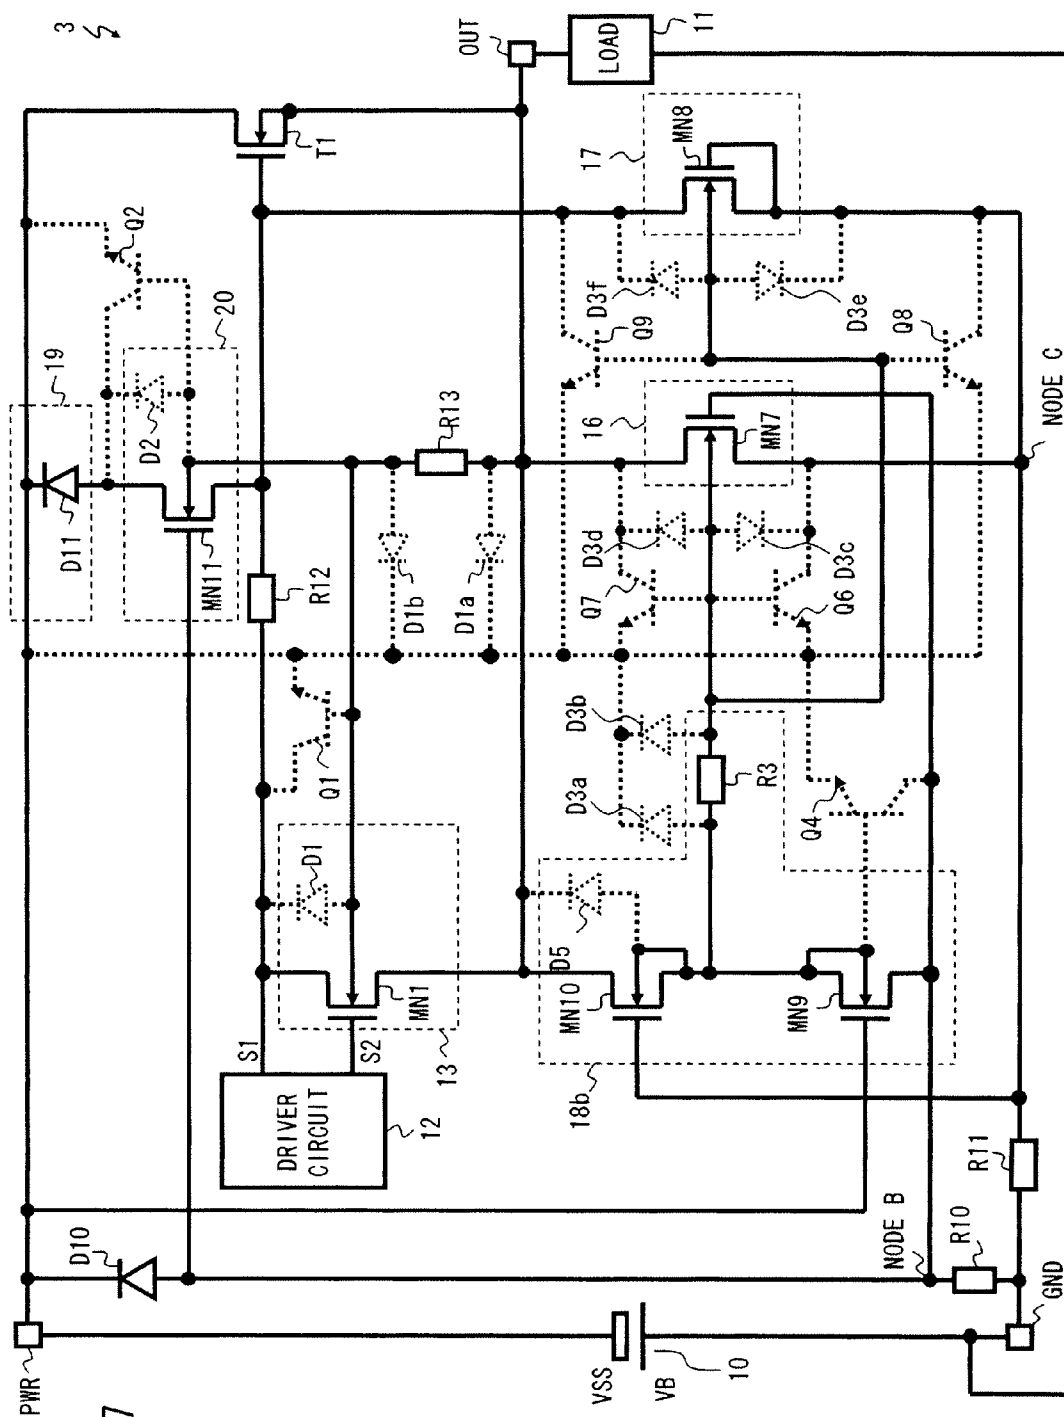 3
OUT
LOAD
11
T1
17
MN8
Q2
20
19
D2
D11
MN11
R12
R13
D3f
D3e
Q9
Q8
16
MN7
NODE C
D1b
D1a
D3d
D3c
Q7
Q6
Q1
D3b
D3a
R3
Q4
D1
D5
MN1
MN10
MN9
S1
S2
13
18b
DRIVER
CIRCUIT
12
R11
D10
NODE B
R10
GND
PWR
VSS
VB
10
7